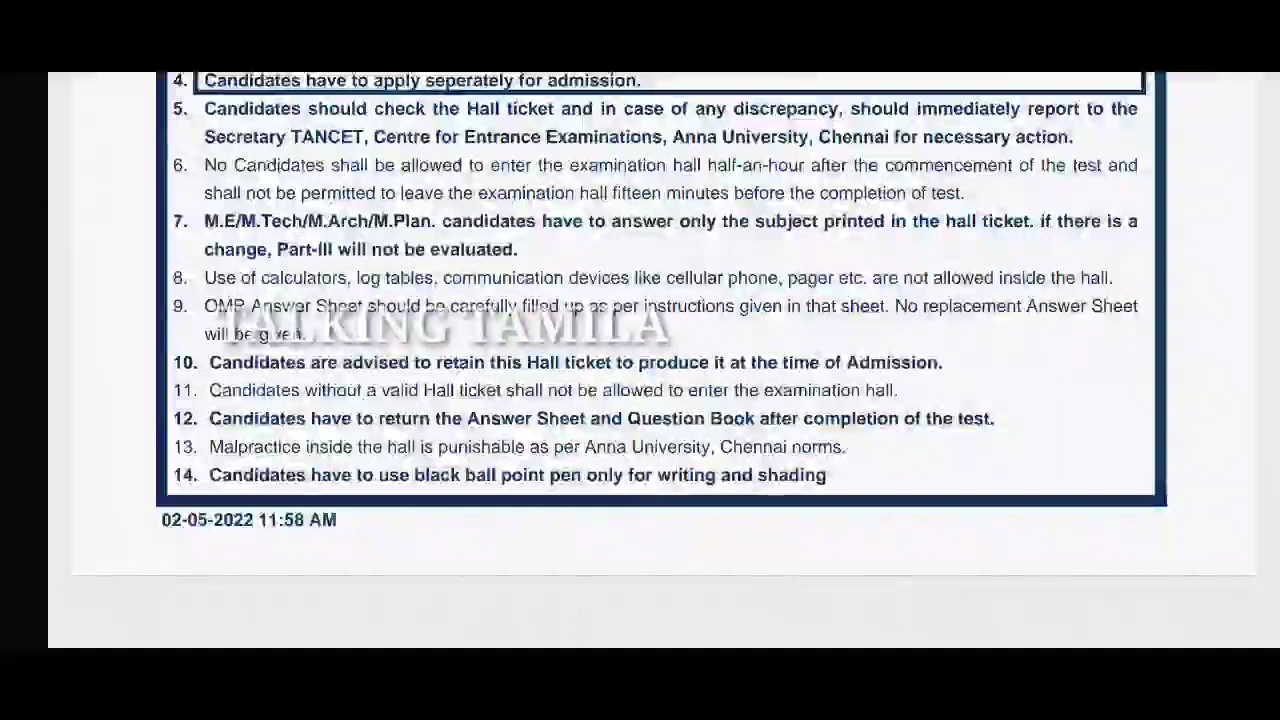 4. Candidates have to apply seperately for admission.
5. Candidates should check the Hall ticket and in case of any discrepancy, should immediately report to the
Secretary TANCET, Centre for Entrance Examinations, Anna University, Chennai for necessary action.
6. No Candidates shall be allowed to enter the examination hall half-an-hour after the commencement of the test and
shall not be permitted to leave the examination hall fifteen minutes before the completion of test.
7. M.E/M.Tech/M.Arch/M.Plan. candidates have to answer only the subject printed in the hall ticket. if there is a
change, Part-III will not be evaluated.
8. Use of calculators, log tables, communication devices like cellular phone, pager etc. are not allowed inside the hall.
9. OMR Answer Sheet should be carefully filled up as per instructions given in that sheet. No replacement Answer Sheet
will be given.
TALKING TAMILA
10. Candidates are advised to retain this Hall ticket to produce it at the time of Admission.
11. Candidates without a valid Hall ticket shall not be allowed to enter the examination hall.
12. Candidates have to return the Answer Sheet and Question Book after completion of the test.
13. Malpractice inside the hall is punishable as per Anna University, Chennai norms.
14. Candidates have to use black ball point pen only for writing and shading
02-05-2022 11:58 AM